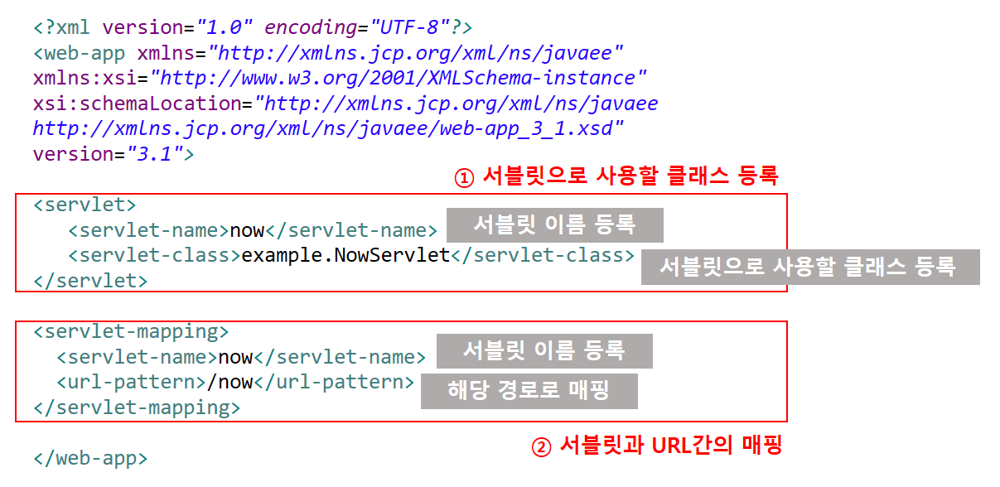 <?xml version="1.0" encoding="UTF-8"?>
<web-app xmlns="http://xmlns.jcp.org/xml/ns/javaee"
xmlns:xsi="http://www.w3.org/2001/XMLSchema-instance"
xsi:schemaLocation="http://xmlns.jcp.org/xml/ns/javaee
http://xmlns.jcp.org/xml/ns/javaee/web-app_3_1.xsd"
version="3.1">
① 서블릿으로 사용할 클래스 등록
<servlet>
<servlet-name>now</servlet-name> 서블릿 이름 등록
<servlet-class>example.NowServlet</servlet-class> 서블릿으로 사용할 클래스 등록
</servlet>
<servlet-mapping>
<servlet-name>now</servlet-name> 서블릿 이름 등록
<url-pattern>/now</url-pattern> 해당 경로로 매핑
</servlet-mapping>
② 서블릿과 URL간의 매핑
</web-app>